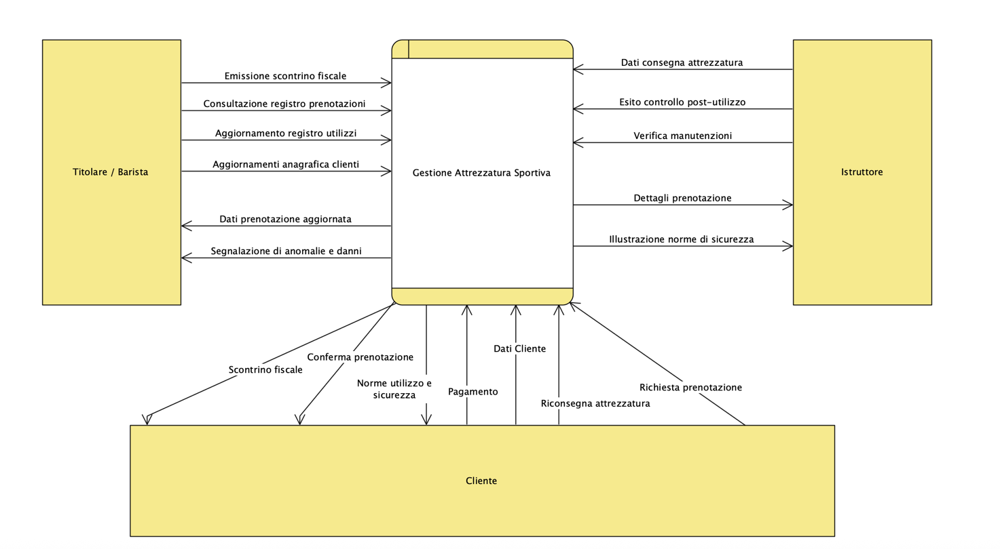 Emissione scontrino fiscale
Consultazione registro prenotazioni
Aggiornamento registro utilizzi
Aggiornamenti anagrafica clienti
Titolare / Barista
Dati prenotazione aggiornata
Segnalazione di anomalie e danni
Gestione Attrezzatura Sportiva
Dati consegna attrezzatura
Esito controllo post-utilizzo
Verifica manutenzioni
Istruttore
Dettagli prenotazione
Illustrazione norme di sicurezza
Scontrino fiscale
Conferma prenotazione
Norme utilizzo e
sicurezza
Pagamento
Dati Cliente
Riconsegna attrezzatura
Richiesta prenotazione
Cliente